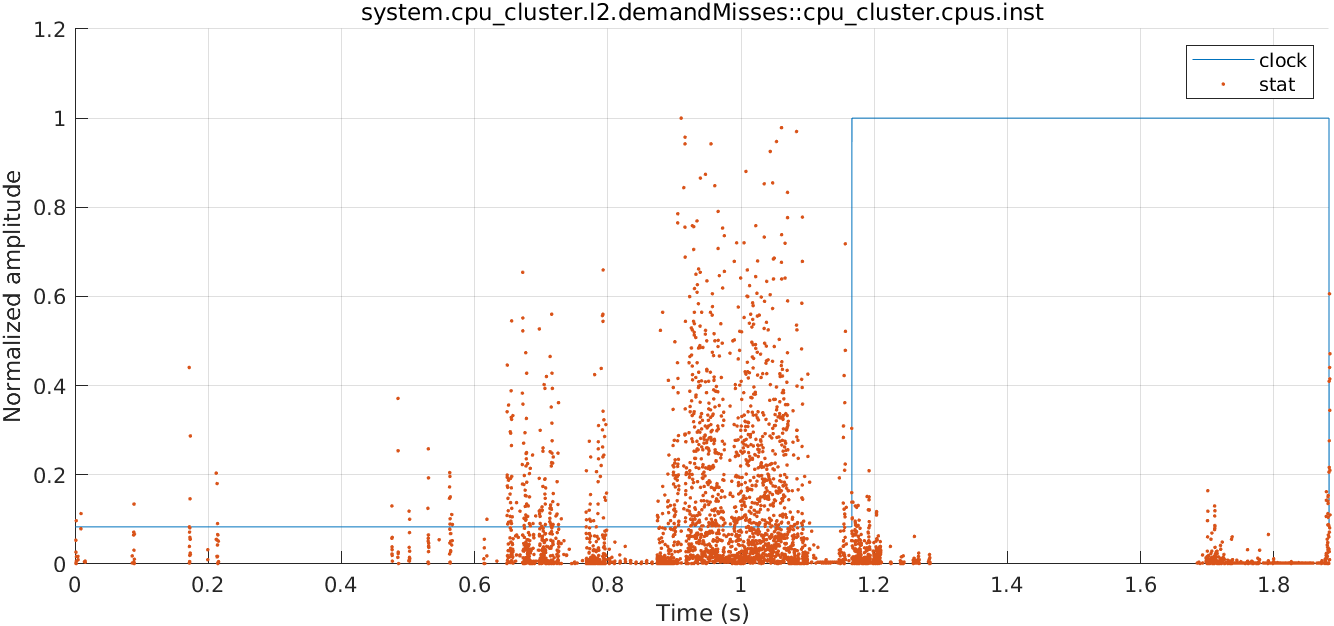 system.cpu_cluster.l2.demandMisses::cpu_cluster.cpus.inst
1.2
clock
stat
1
0.8
0.6
0.4
0.2
0
Normalized amplitude
0 0.2 0.4 0.6 0.8 1 1.2 1.4 1.6 1.8
Time (s)